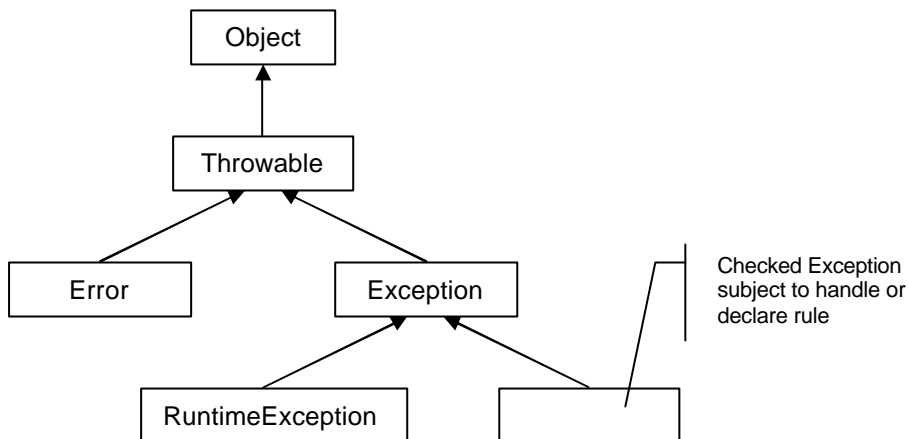 Object
Throwable
Error
Exception
Checked Exception
subject to handle or
declare rule
RuntimeException